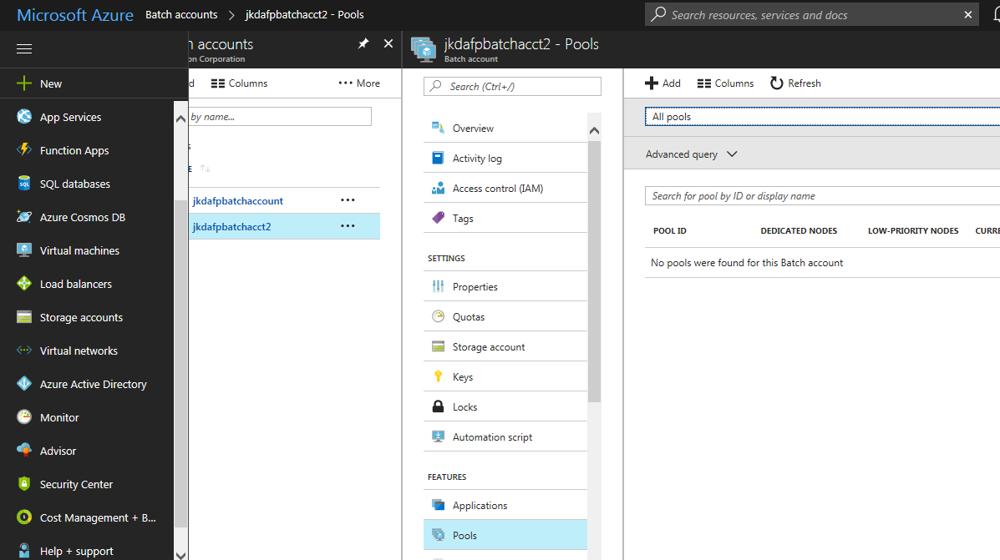 Microsoft Azure Batch accounts > jkdafpbatchacct2 - Pools
Search resources, services and docs
New
App Services
Function Apps
SQL databases
Azure Cosmos DB
Virtual machines
Load balancers
Storage accounts
Virtual networks
Azure Active Directory
Monitor
Advisor
Security Center
Cost Management + B...
Help + support
accounts
on Corporation
d Columns ••• More
by name...
E
jkdafpbatchaccount •••
jkdafpbatchacct2 •••
jkdafpbatchacct2 - Pools
Batch account
Search (Ctrl+/)
Overview
Activity log
Access control (IAM)
Tags
SETTINGS
Properties
Quotas
Storage account
Keys
Locks
Automation script
FEATURES
Applications
Pools
Add Columns Refresh
All pools
Advanced query
Search for pool by ID or display name
POOL ID DEDICATED NODES LOW-PRIORITY NODES CURRE
No pools were found for this Batch account